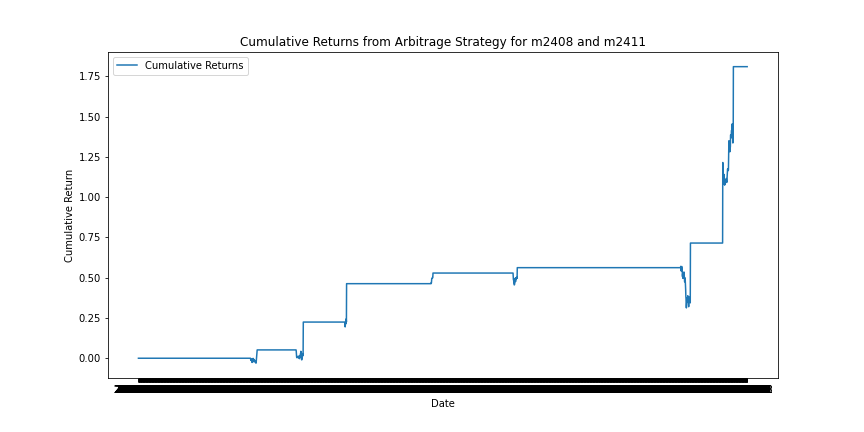 Cumulative Returns from Arbitrage Strategy for m2408 and m2411
Cumulative Returns
1.75
1.50
1.25
1.00
0.75
0.50
0.25
0.00
Cumulative Return
Date